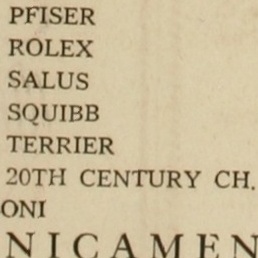 PFISER
ROLEX
SALUS
SQUIBB
TERRIER
20TH CENTURY CH.
ONI
NICAMEN